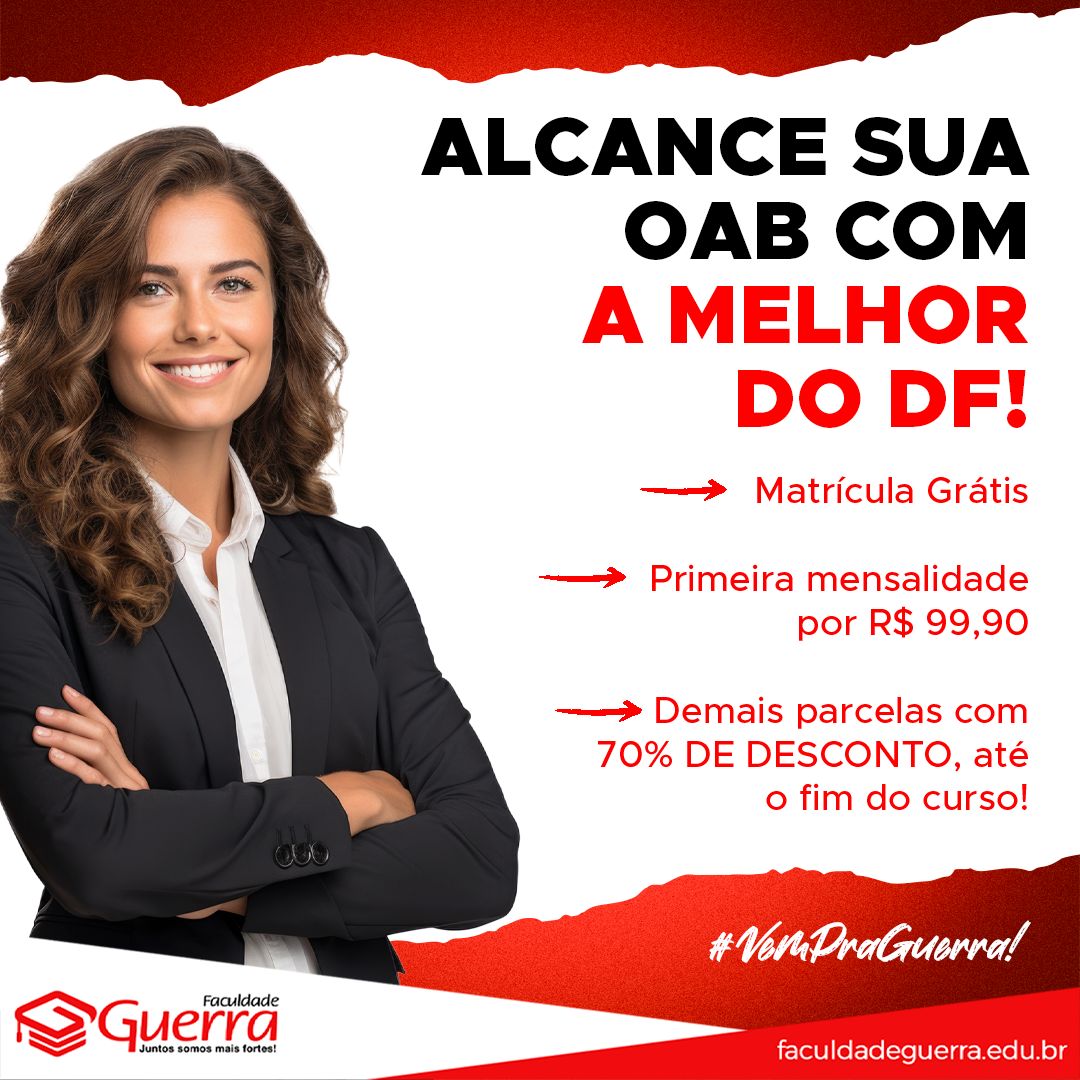 ALCANCE SUA
OAB COM
A MELHOR
DO DF!
Matrícula Grátis
Primeira mensalidade
por R$ 99,90
Demais parcelas com
70% DE DESCONTO, até
o fim do curso!
#VemPraGuerra!
Faculdade
Guerra
Juntos somos mais fortes!
faculdadeguerra.edu.br